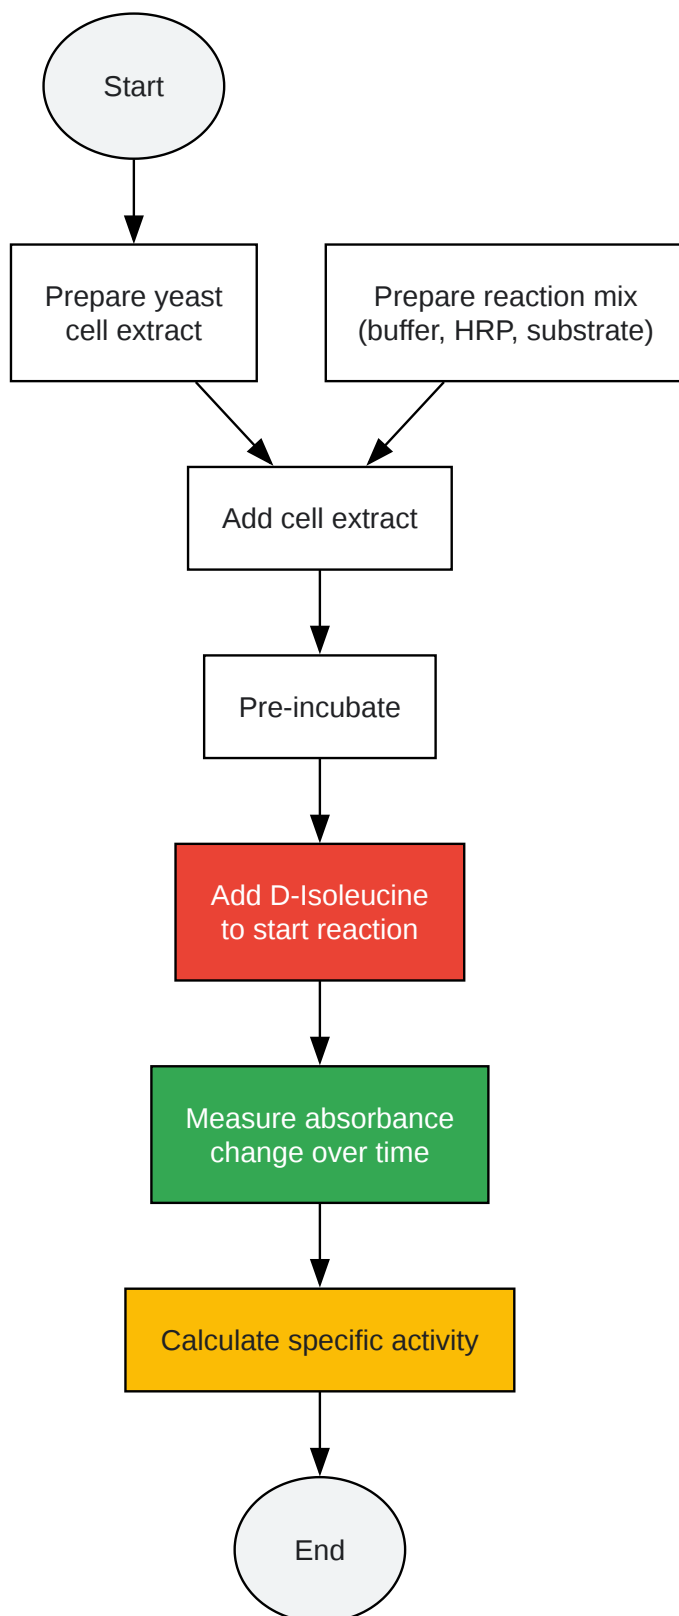 Start
Prepare yeast
cell extract
Prepare reaction mix
(buffer, HRP, substrate)
Add cell extract
Pre-incubate
Add D-Isoleucine
to start reaction
Measure absorbance
change over time
Calculate specific activity
End